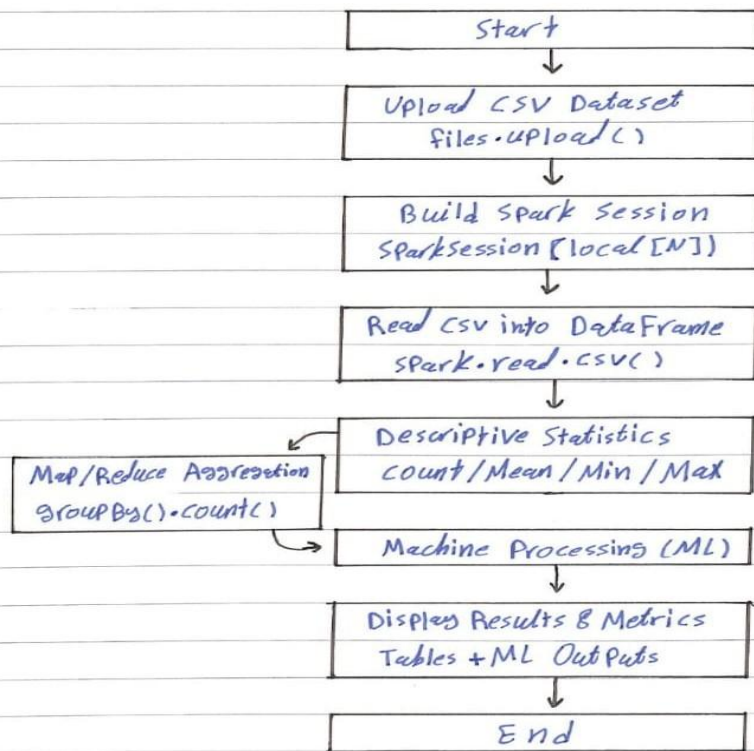 Start
Upload CSV Dataset
files.upload()
Build Spark Session
SparkSession[local[N])
Read CSV into DataFrame
spark.read.csv()
Descriptive Statistics
count/Mean/Min/Max
Map/Reduce Aggregation
groupBy().count()
Machine Processing (ML)
Display Results & Metrics
Tables + ML Outputs
End